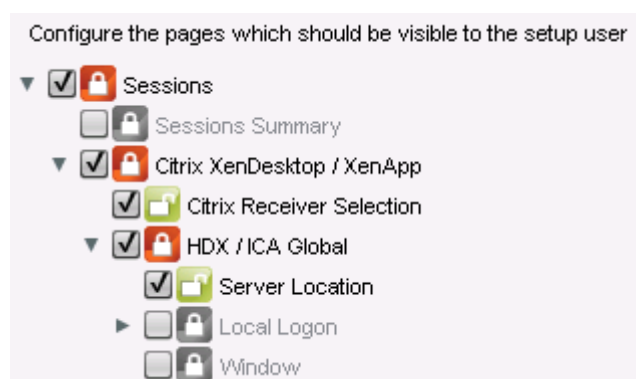 Configure the pages which should be visible to the setup user
Sessions
Sessions Summary
Citrix XenDesktop / XenApp
Citrix Receiver Selection
HDX / ICA Global
Server Location
Local Logon
Window